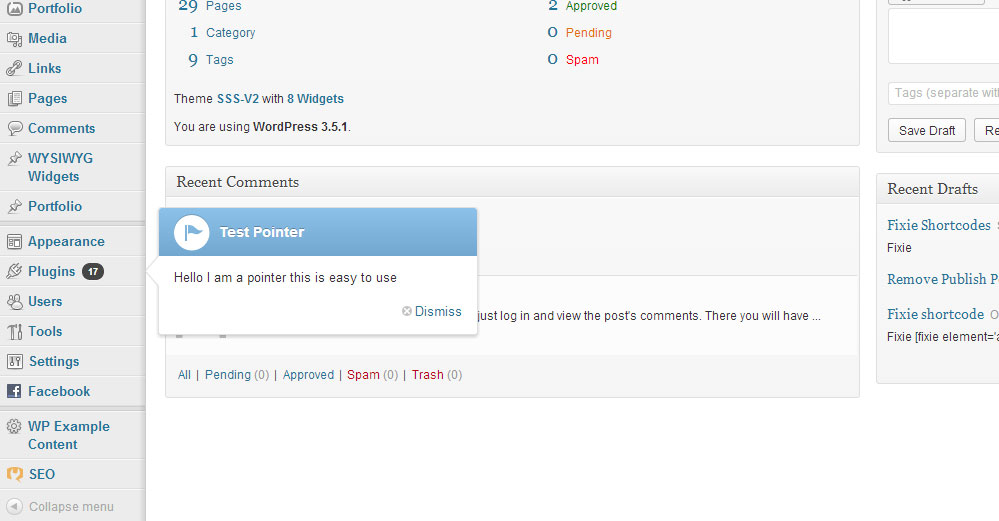 Portfolio
Media
Links
Pages
Comments
WYSIWYG
Widgets
Portfolio
Appearance
Plugins 17
Users
Tools
Settings
Facebook
WP Example
Content
SEO
Collapse menu
29 Pages
2 Approved
1 Category
0 Pending
9 Tags
0 Spam
Theme SSS-V2 with 8 Widgets
You are using WordPress 3.5.1.
Recent Comments
Test Pointer
Hello I am a pointer this is easy to use
Dismiss
just log in and view the post's comments. There you will have ...
All | Pending (0) | Approved | Spam (0) | Trash (0)
Tags (separate wit
Save Draft
Re
Recent Drafts
Fixie Shortcodes
Fixie
Remove Publish P
Fixie shortcode
Fixie [fixie element='a